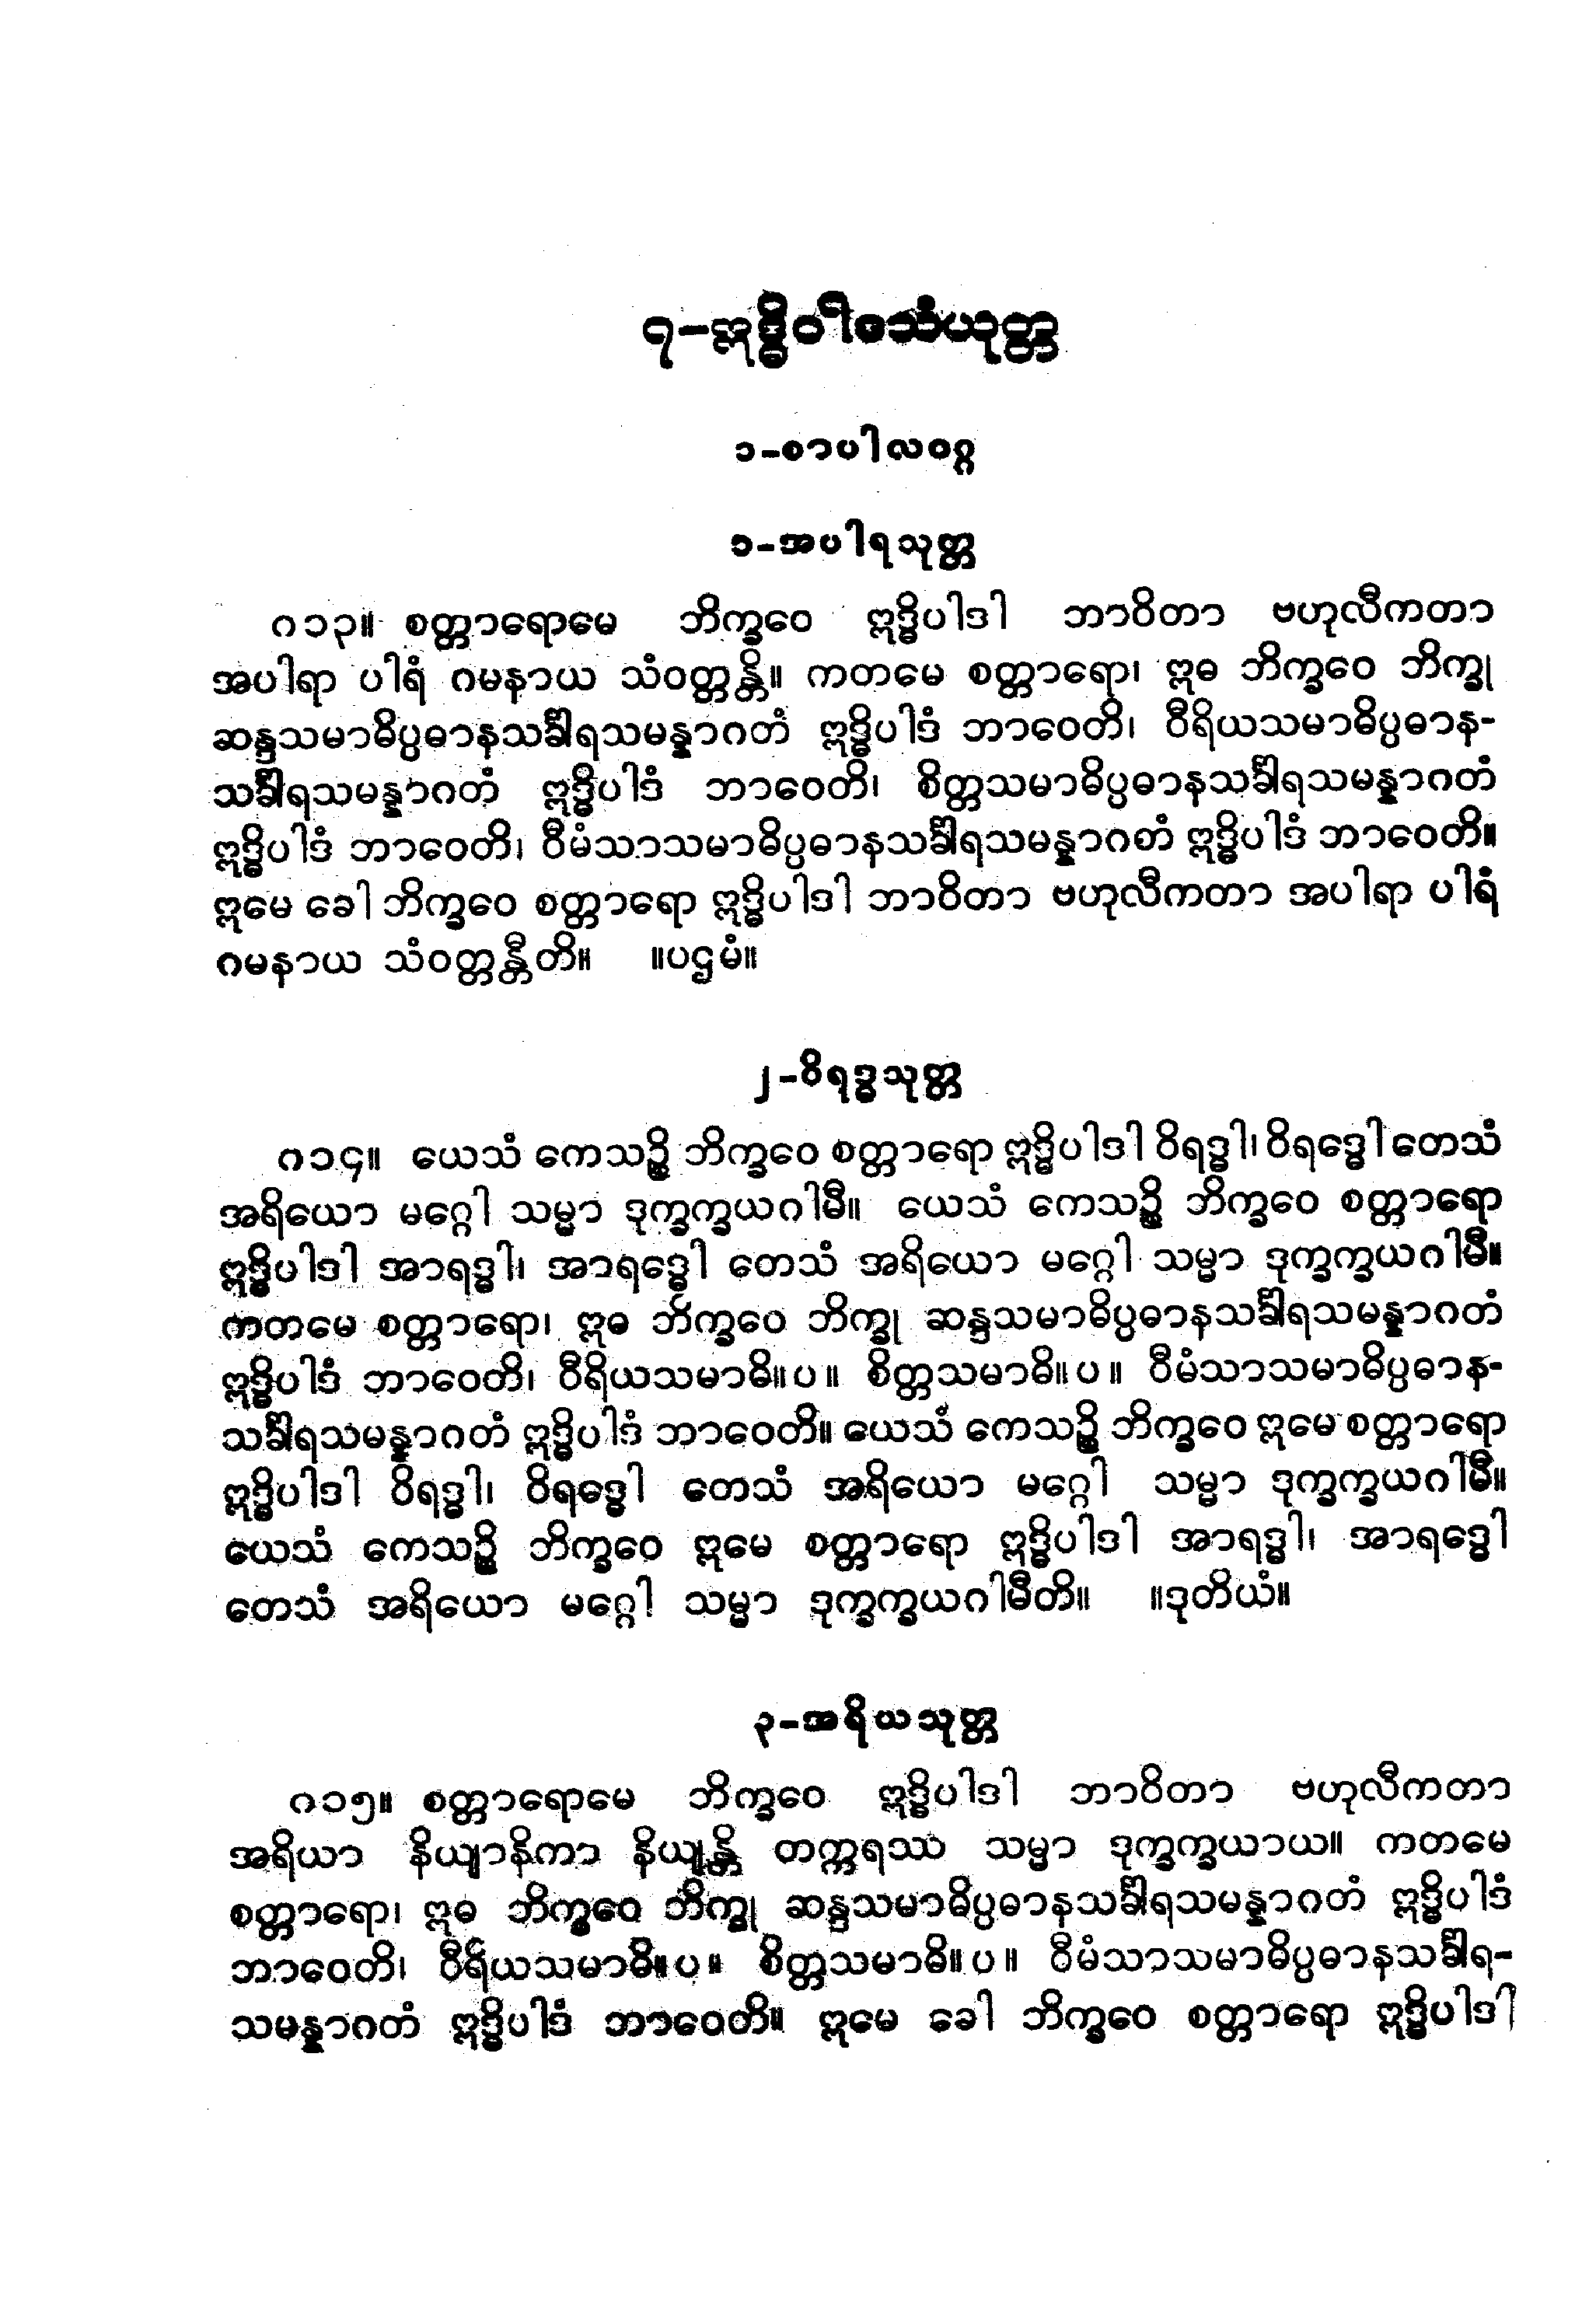 ၇-ဣဒ္ဓိပါဒသံယုတ္တ
၁-စာပါလဝဂ္ဂ
၁-အပါရသုတ္တ
၈၁၃။ စတ္တာရောမေ ဘိက္ခဝေ ဣဒ္ဓိပါဒါ ဘာဝိတာ ဗဟုလီကတာ
အပါရာ ပါရံ ဂမနာယ သံဝတ္တန္တိ။ ကတမေ စတ္တာရော၊ ဣဓ ဘိက္ခဝေ ဘိက္ခု
ဆန္ဒသမာဓိပ္ပဓာနသင်္ခါရသမန္နာဂတံ ဣဒ္ဓိပါဒံ ဘာဝေတိ၊ ဝီရိယသမာဓိပ္ပဓာန-
သင်္ခါရသမန္နာဂတံ ဣဒ္ဓိပါဒံ ဘာဝေတိ၊ စိတ္တသမာဓိပ္ပဓာနသင်္ခါရသမန္နာဂတံ
ဣဒ္ဓိပါဒံ ဘာဝေတိ၊ ဝီမံသာသမာဓိပ္ပဓာနသင်္ခါရသမန္နာဂတံ ဣဒ္ဓိပါဒံ ဘာဝေတိ။
ဣမေ ခေါ ဘိက္ခဝေ စတ္တာရော ဣဒ္ဓိပါဒါ ဘာဝိတာ ဗဟုလီကတာ အပါရာ ပါရံ
ဂမနာယ သံဝတ္တန္တီတိ။ ။ပဌမံ။
၂-ဝိရဒ္ဓသုတ္တ
၈၁၄။ ယေသံ ကေသဉ္စိ ဘိက္ခဝေ စတ္တာရော ဣဒ္ဓိပါဒါ ဝိရဒ္ဓါ၊ ဝိရဒ္ဓေါ တေသံ
အရိယော မဂ္ဂေါ သမ္မာ ဒုက္ခက္ခယဂါမီ။ ယေသံ ကေသဉ္စိ ဘိက္ခဝေ စတ္တာရော
ဣဒ္ဓိပါဒါ အာရဒ္ဓါ၊ အာရဒ္ဓေါ တေသံ အရိယော မဂ္ဂေါ သမ္မာ ဒုက္ခက္ခယဂါမီ။
ကတမေ စတ္တာရော၊ ဣဓ ဘိက္ခဝေ ဘိက္ခု ဆန္ဒသမာဓိပ္ပဓာနသင်္ခါရသမန္နာဂတံ
ဣဒ္ဓိပါဒံ ဘာဝေတိ၊ ဝီရိယသမာဓိ။ပ။ စိတ္တသမာဓိ။ပ။ ဝီမံသာသမာဓိပ္ပဓာန-
သင်္ခါရသမန္နာဂတံ ဣဒ္ဓိပါဒံ ဘာဝေတိ။ ယေသံ ကေသဉ္စိ ဘိက္ခဝေ ဣမေ စတ္တာရော
ဣဒ္ဓိပါဒါ ဝိရဒ္ဓါ၊ ဝိရဒ္ဓေါ တေသံ အရိယော မဂ္ဂေါ သမ္မာ ဒုက္ခက္ခယဂါမီ။
ယေသံ ကေသဉ္စိ ဘိက္ခဝေ ဣမေ စတ္တာရော ဣဒ္ဓိပါဒါ အာရဒ္ဓါ၊ အာရဒ္ဓေါ
တေသံ အရိယော မဂ္ဂေါ သမ္မာ ဒုက္ခက္ခယဂါမီတိ။ ။ဒုတိယံ။
၃-အရိယသုတ္တ
၈၁၅။ စတ္တာရောမေ ဘိက္ခဝေ ဣဒ္ဓိပါဒါ ဘာဝိတာ ဗဟုလီကတာ
အရိယာ နိယျာနိကာ နိယျန္တိ တက္ကရဿ သမ္မာ ဒုက္ခက္ခယာယ။ ကတမေ
စတ္တာရော၊ ဣဓ ဘိက္ခဝေ ဘိက္ခု ဆန္ဒသမာဓိပ္ပဓာနသင်္ခါရသမန္နာဂတံ ဣဒ္ဓိပါဒံ
ဘာဝေတိ၊ ဝီရိယသမာဓိ။ပ။ စိတ္တသမာဓိ။ပ။ ဝီမံသာသမာဓိပ္ပဓာနသင်္ခါရ-
သမန္နာဂတံ ဣဒ္ဓိပါဒံ ဘာဝေတိ။ ဣမေ ခေါ ဘိက္ခဝေ စတ္တာရော ဣဒ္ဓိပါဒါ